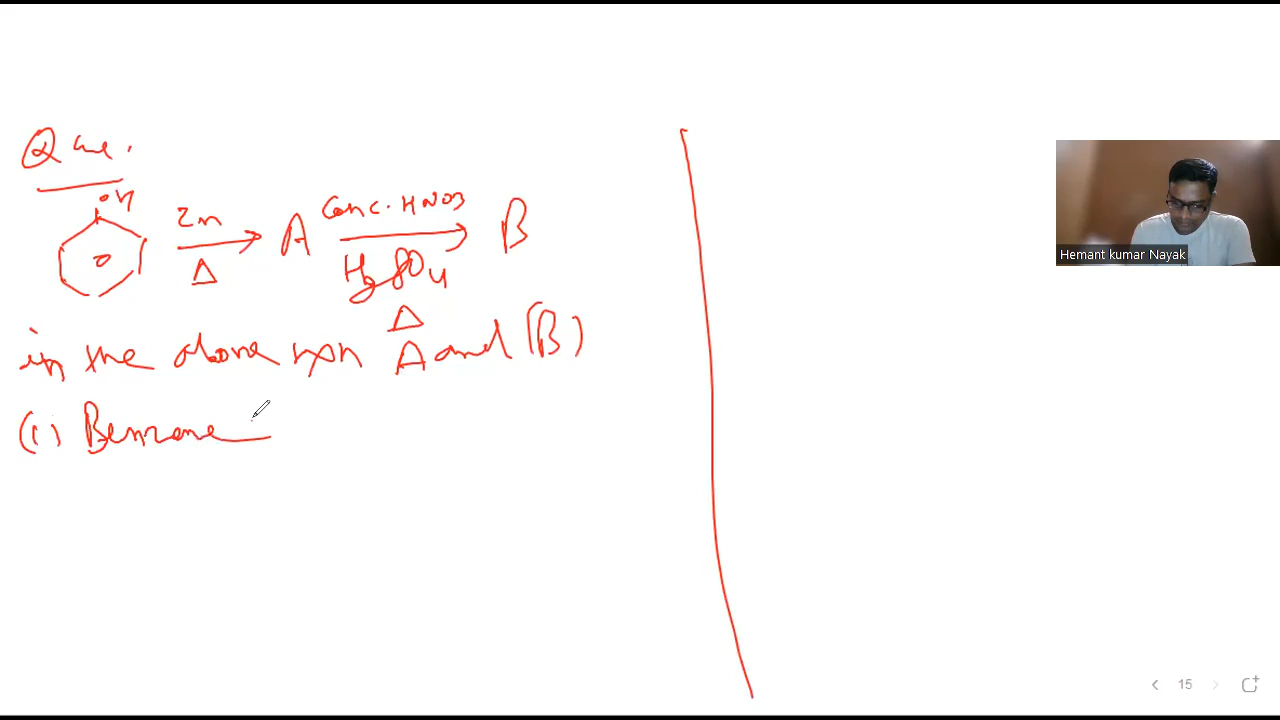 Que.
OH
Zn
Δ
A
Conc. HNO3
H2SO4
Δ
B
in the above rxn A and (B)
(1) Benzene
Hemant kumar Nayak
15